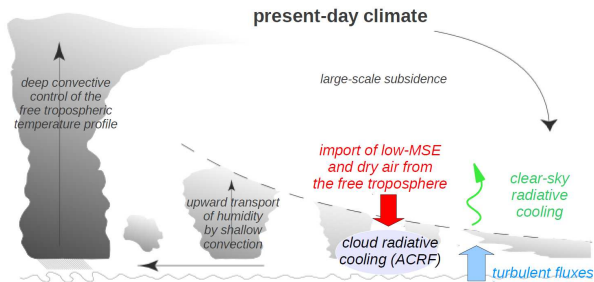 present-day climate
deep convective
control of the
free tropospheric
temperature profile
large-scale subsidence
import of low-MSE
and dry air from
the free troposphere
clear-sky
radiative
cooling
upward transport
of humidity
by shallow
convection
cloud radiative
cooling (ACRF)
turbulent fluxes